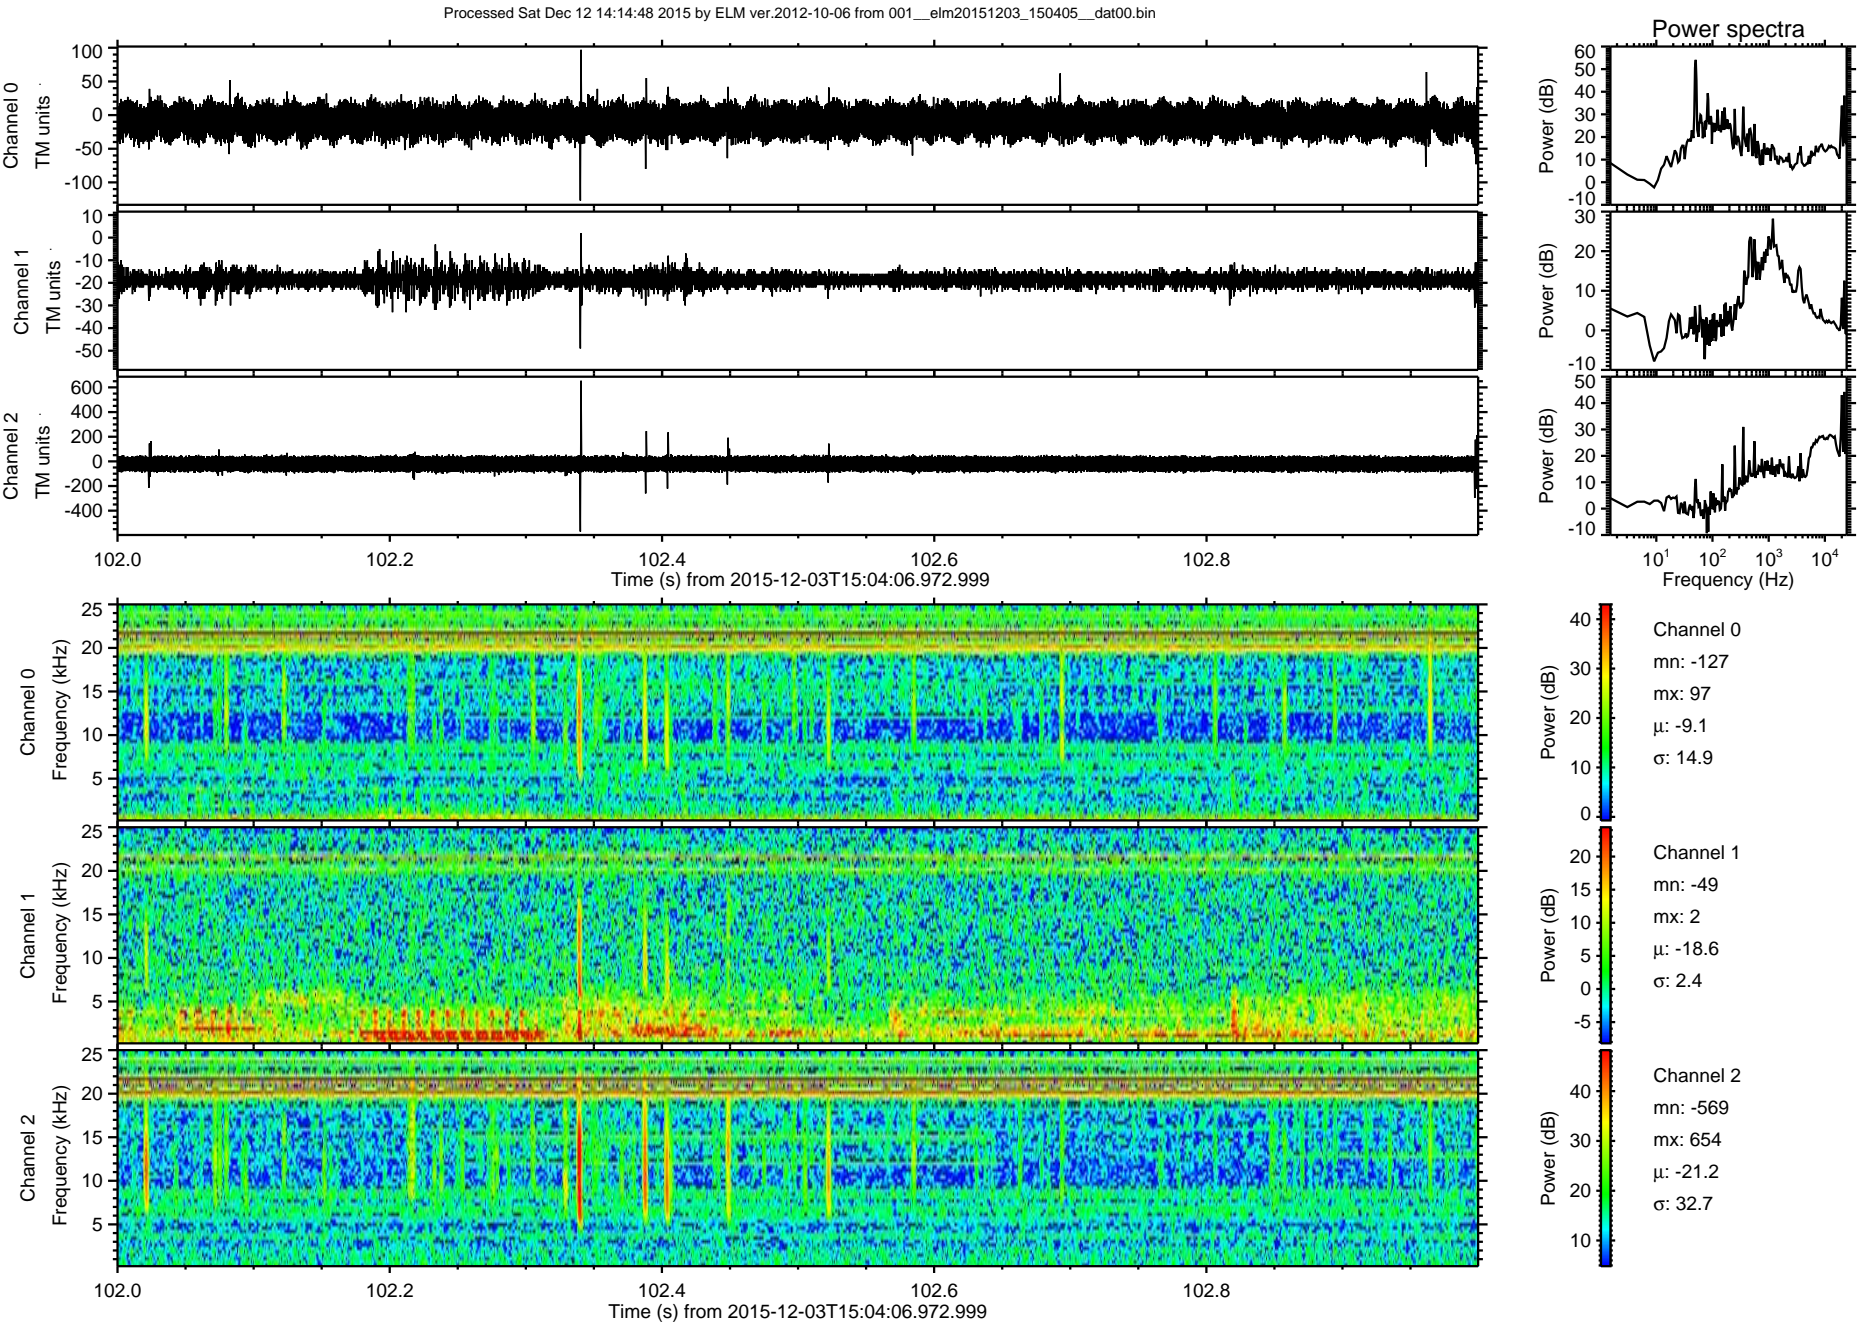 Processed Sat Dec 12 14:14:48 2015 by ELM ver.2012-10-06 from 001__elm20151203_150405__dat00.bin
Power spectra
Channel 0
TM units
100
50
0
-50
-100
Power (dB)
60
50
40
30
20
10
0
-10
Channel 1
TM units
10
0
-10
-20
-30
-40
-50
Power (dB)
30
20
10
0
-10
Channel 2
TM units
600
400
200
0
-200
-400
Power (dB)
50
40
30
20
10
0
-10
102.0 102.2 102.4 102.6 102.8
Time (s) from 2015-12-03T15:04:06.972.999
10¹ 10² 10³ 10⁴
Frequency (Hz)
Channel 0
Frequency (kHz)
25
20
15
10
5
Power (dB)
40
30
20
10
0
Channel 0
mn: -127
mx: 97
μ: -9.1
σ: 14.9
Channel 1
Frequency (kHz)
25
20
15
10
5
Power (dB)
20
15
10
5
0
-5
Channel 1
mn: -49
mx: 2
μ: -18.6
σ: 2.4
Channel 2
Frequency (kHz)
25
20
15
10
5
Power (dB)
40
30
20
10
Channel 2
mn: -569
mx: 654
μ: -21.2
σ: 32.7
102.0 102.2 102.4 102.6 102.8
Time (s) from 2015-12-03T15:04:06.972.999